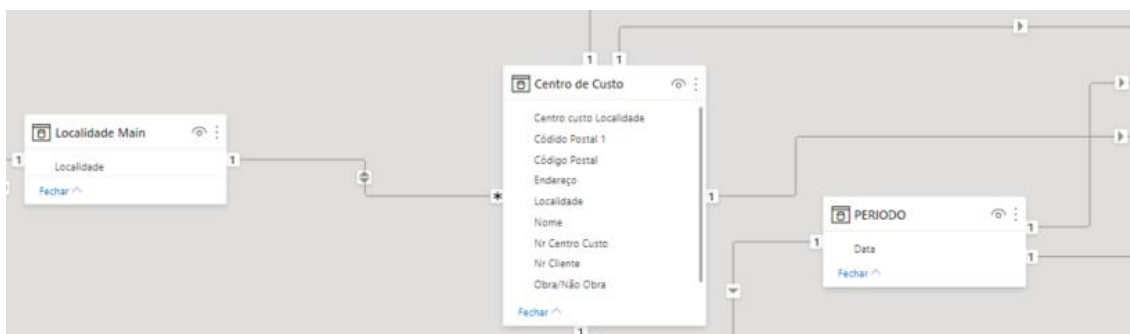 1
1
Centro de Custo
Centro custo Localidade
Códido Postal 1
Código Postal
Endereço
Localidade
Nome
Nr Centro Custo
Nr Cliente
Obra/Não Obra
Fechar
Localidade Main
Localidade
Fechar
1
1
*
1
1
PERIODO
Data
Fechar
1
1
1